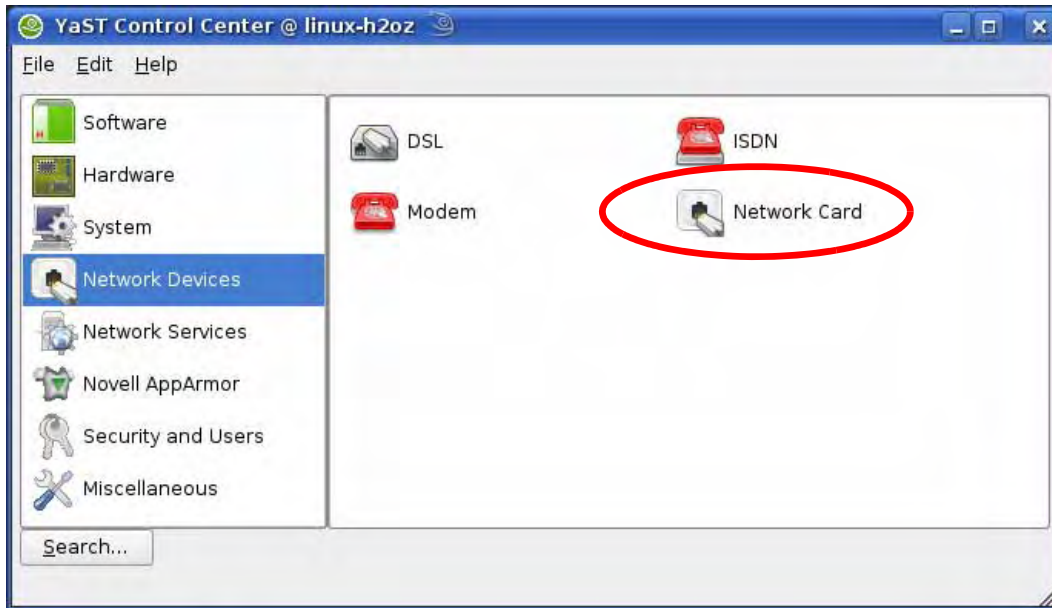 YaST Control Center @ linux-h2oz
File Edit Help
Software
Hardware
System
Network Devices
Network Services
Novell AppArmor
Security and Users
Miscellaneous
DSL
ISDN
Modem
Network Card
Search...